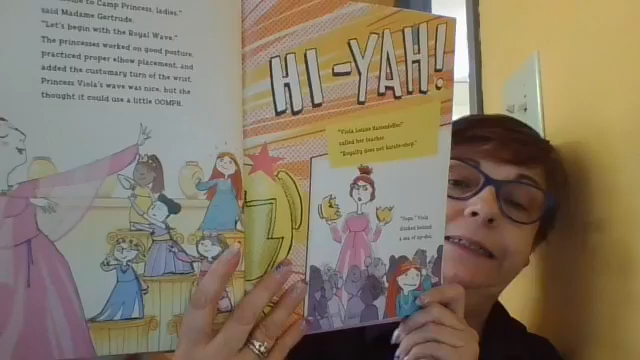 to Camp Princess, ladies,"
said Madame Gertrude.
"Let's begin with the Royal Wave."
The princesses worked on good posture,
practiced proper elbow placement, and
added the customary turn of the wrist.
Princess Viola's wave was nice, but she
thought it could use a little OOMPH.
HI-YAH!
"Viola Louise
called her teacher.
"Royalty does not karate-chop."
"Oops." Viola
ducked behind
a sea of up-dos.